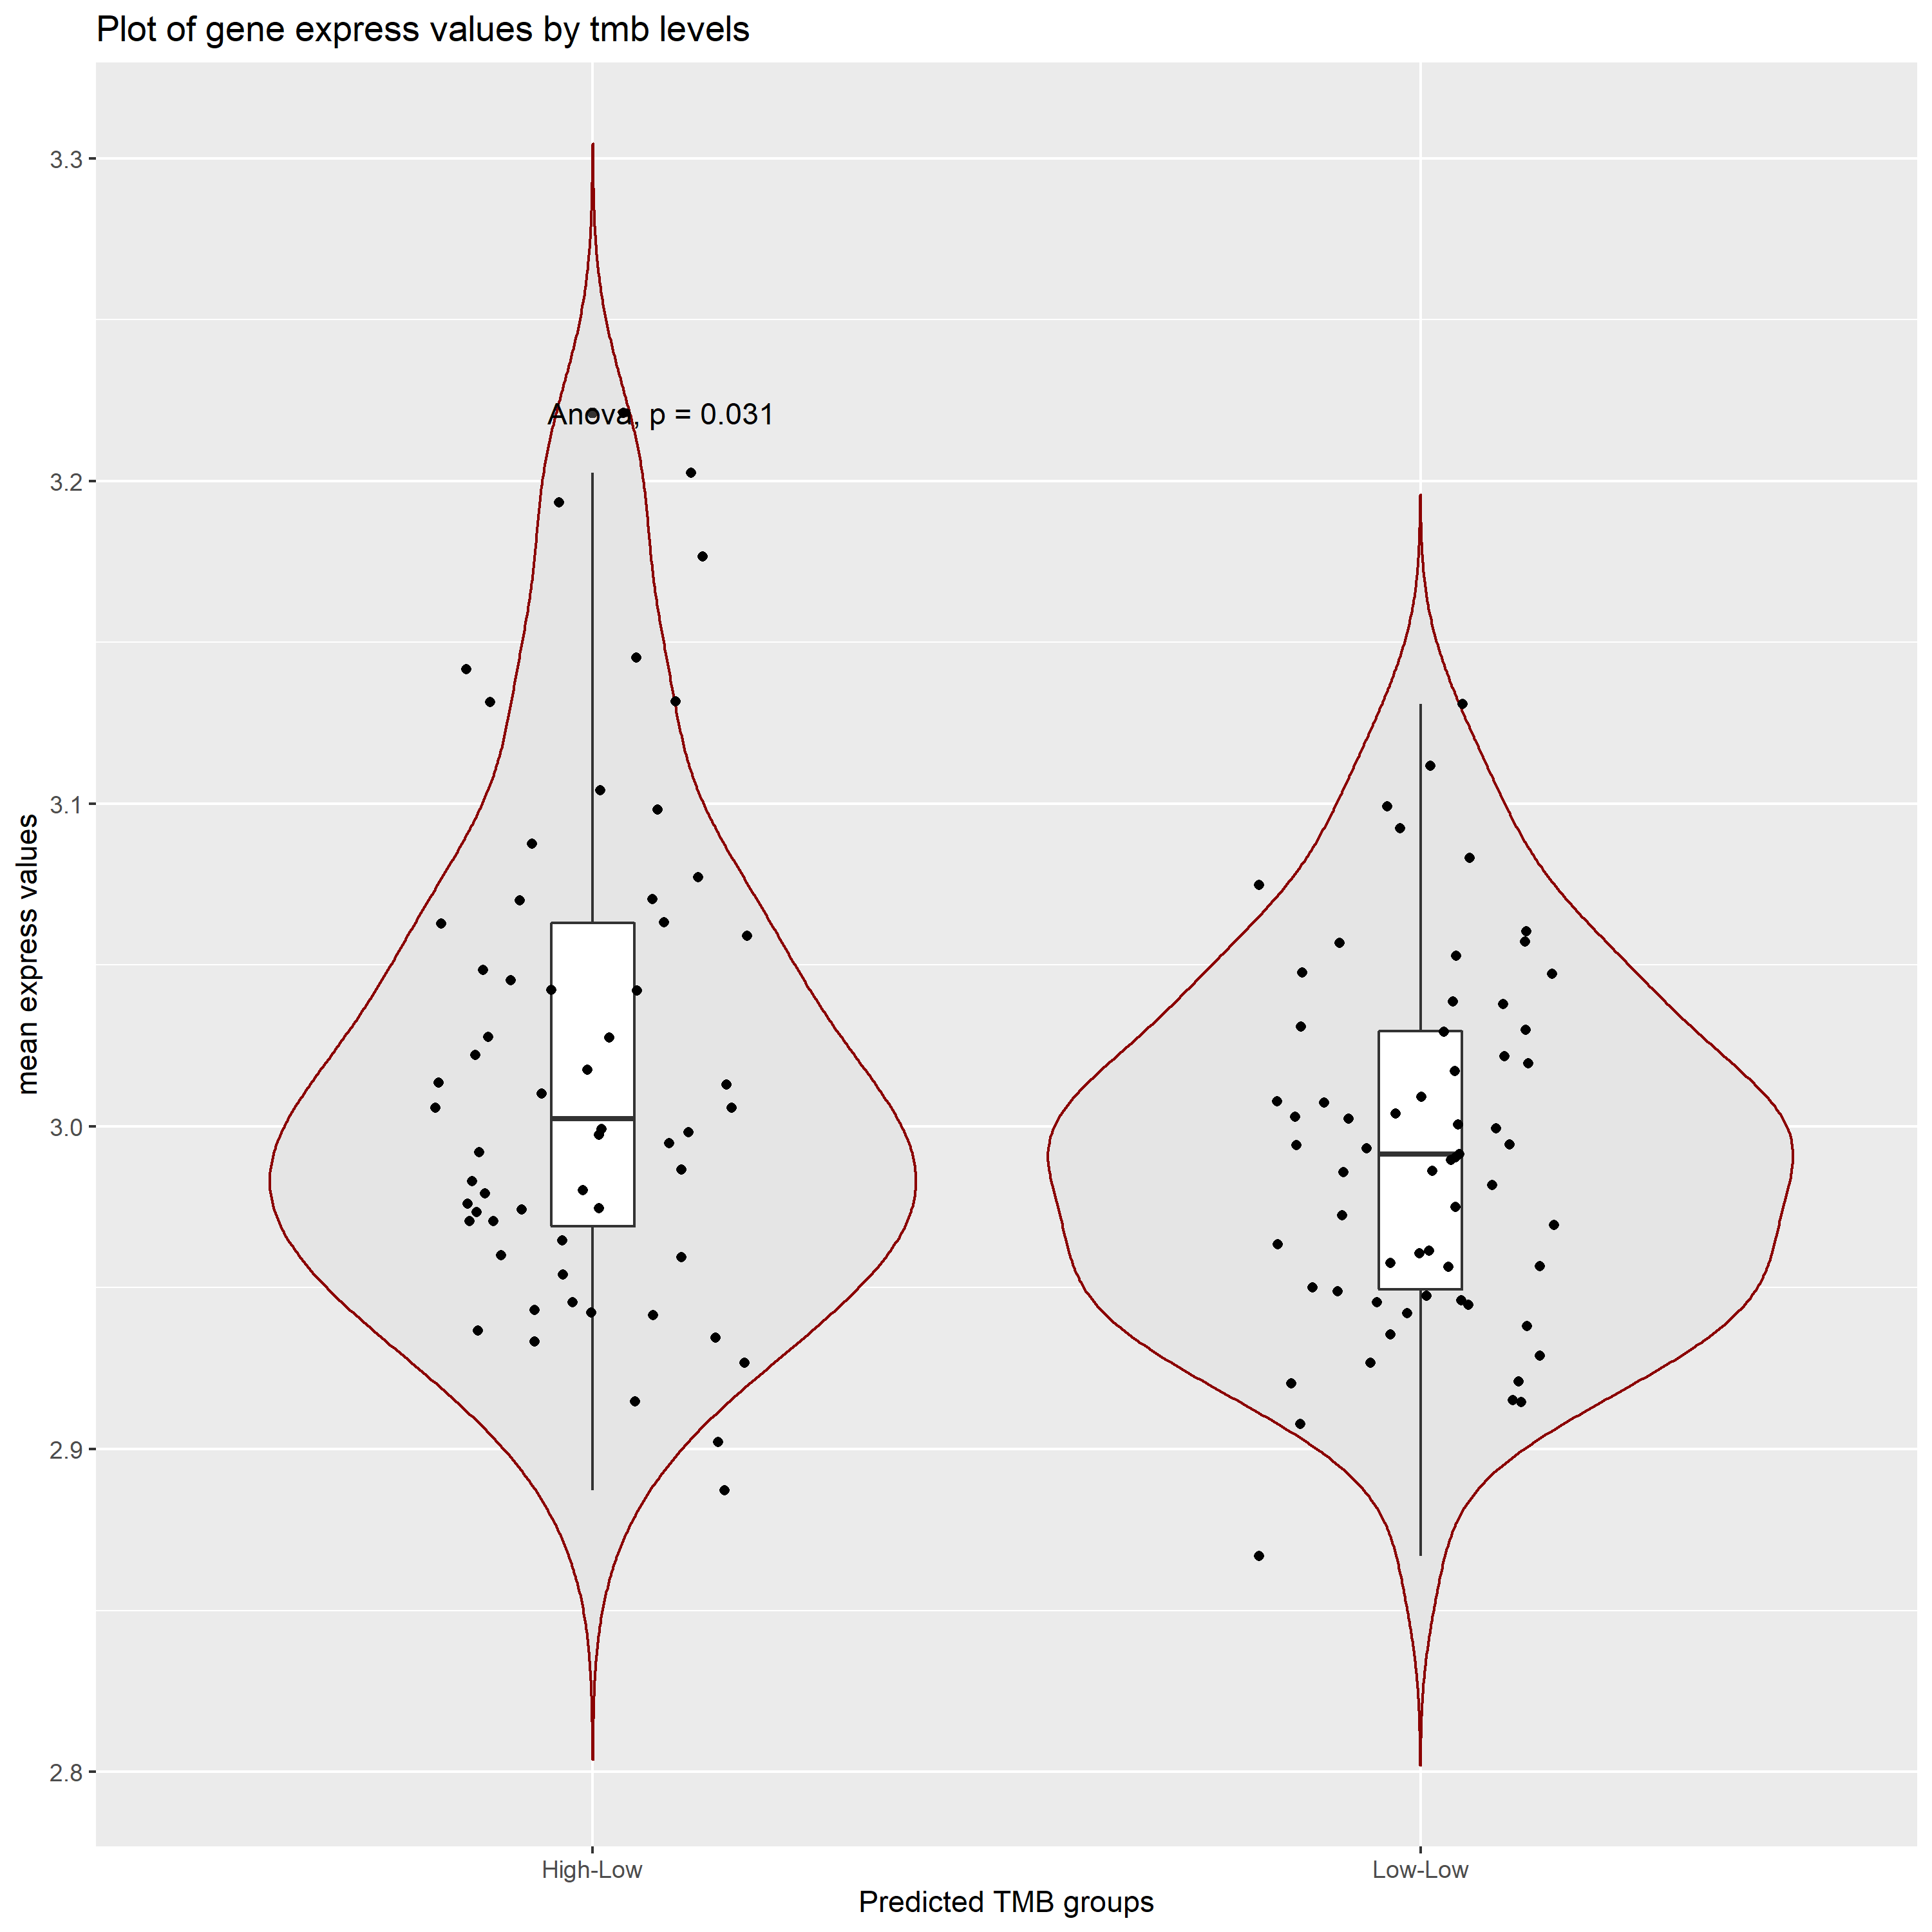 Plot of gene express values by tmb levels
3.3
Anova, p = 0.031
3.2
3.1
mean express values
3.0
2.9
2.8
High-Low
Low-Low
Predicted TMB groups